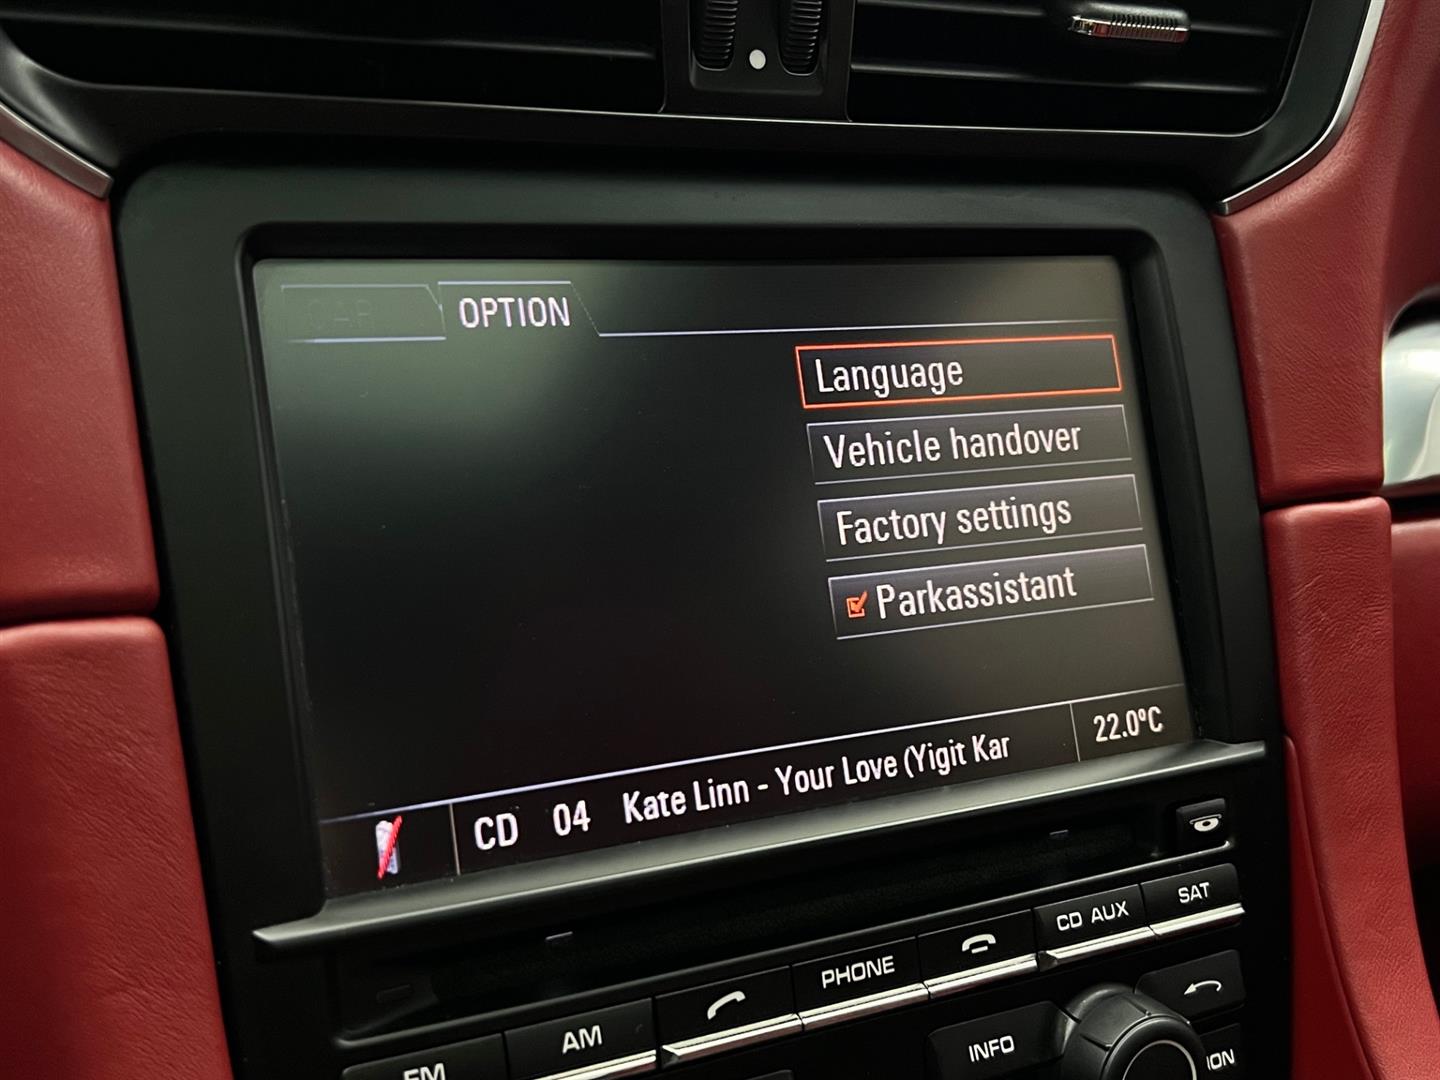 CAR
OPTION
Language
Vehicle handover
Factory settings
Parkassistant
CD 04 Kate Linn - Your Love (Yigit Kar
22.0°C
CD AUX
SAT
PHONE
AM
FM
INFO